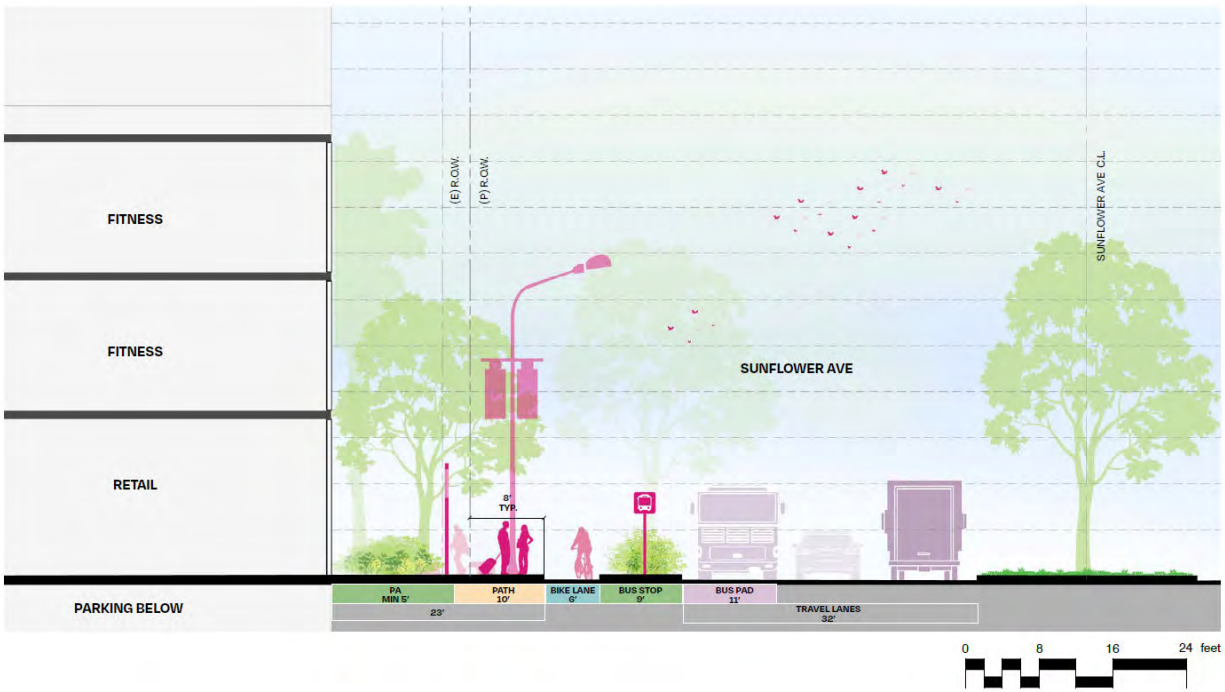 (E) R.O.W.
(P) R.O.W.
SUNFLOWER AVE C.L.
FITNESS
FITNESS
SUNFLOWER AVE
RETAIL
8'
TYP.
PA
MIN 5'
PATH
10'
BIKE LANE
6'
BUS STOP
9'
BUS PAD
11'
PARKING BELOW
23'
TRAVEL LANES
32'
0 8 16 24 feet